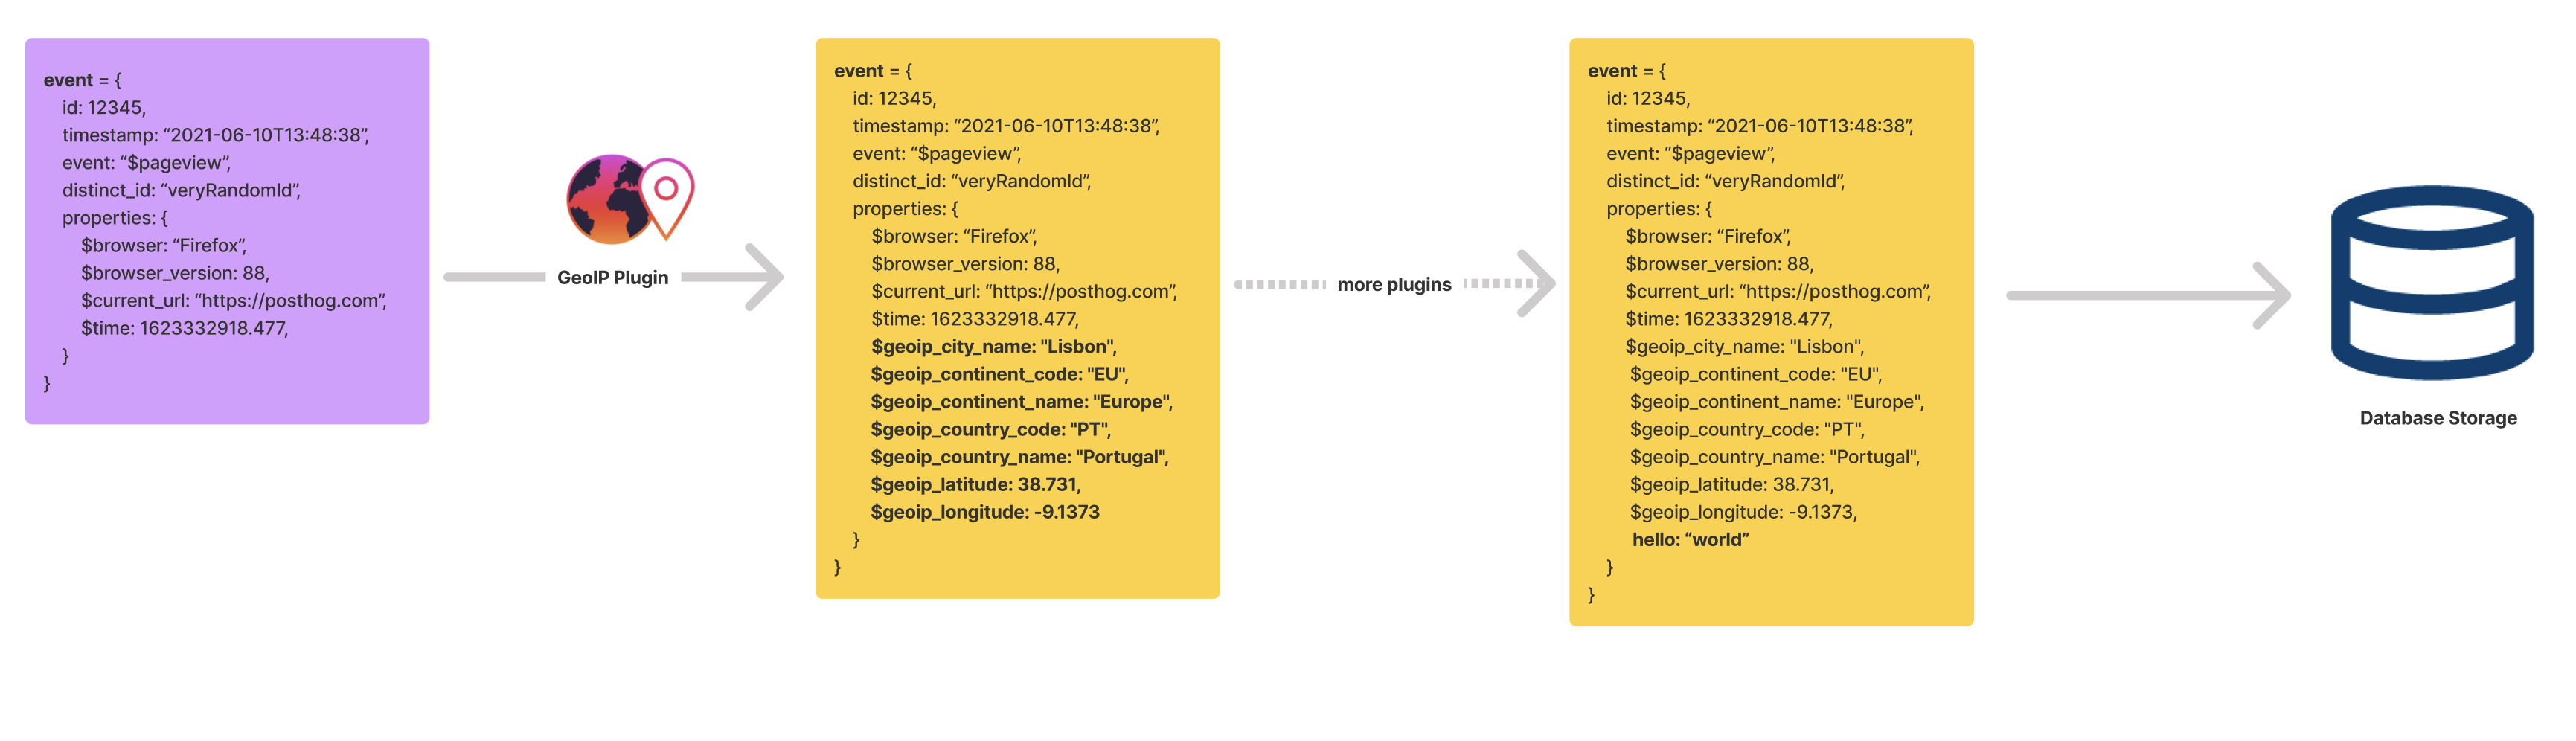 event = {
id: 12345,
timestamp: “2021-06-10T13:48:38”,
event: “$pageview”,
distinct_id: “veryRandomId”,
properties: {
$browser: “Firefox”,
$browser_version: 88,
$current_url: “https://posthog.com”,
$time: 1623332918.477,
}
}
GeoIP Plugin
event = {
id: 12345,
timestamp: “2021-06-10T13:48:38”,
event: “$pageview”,
distinct_id: “veryRandomId”,
properties: {
$browser: “Firefox”,
$browser_version: 88,
$current_url: “https://posthog.com”,
$time: 1623332918.477,
$geoip_city_name: "Lisbon",
$geoip_continent_code: "EU",
$geoip_continent_name: "Europe",
$geoip_country_code: "PT",
$geoip_country_name: "Portugal",
$geoip_latitude: 38.731,
$geoip_longitude: -9.1373
}
}
more plugins
event = {
id: 12345,
timestamp: “2021-06-10T13:48:38”,
event: “$pageview”,
distinct_id: “veryRandomId”,
properties: {
$browser: “Firefox”,
$browser_version: 88,
$current_url: “https://posthog.com”,
$time: 1623332918.477,
$geoip_city_name: "Lisbon",
$geoip_continent_code: "EU",
$geoip_continent_name: "Europe",
$geoip_country_code: "PT",
$geoip_country_name: "Portugal",
$geoip_latitude: 38.731,
$geoip_longitude: -9.1373,
hello: “world”
}
}
Database Storage